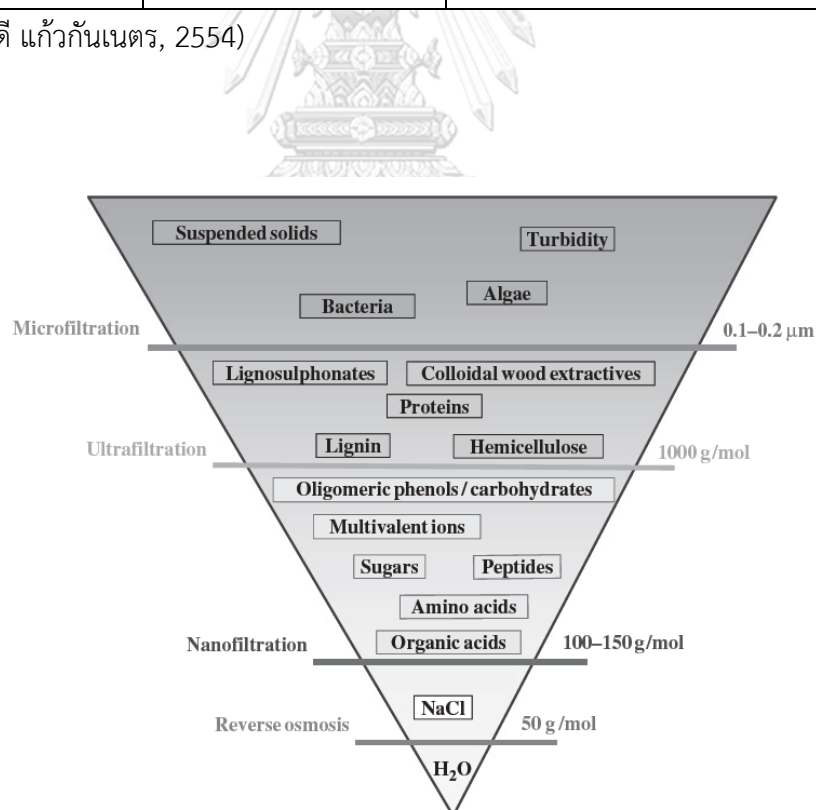 ดี แก้วกันเนตร, 2554)
Suspended solids
Turbidity
Algae
Bacteria
Microfiltration
0.1–0.2 μm
Lignosulphonates
Colloidal wood extractives
Proteins
Lignin
Hemicellulose
Ultrafiltration
1000 g/mol
Oligomeric phenols / carbohydrates
Multivalent ions
Sugars
Peptides
Amino acids
Organic acids
Nanofiltration
100–150 g/mol
NaCl
Reverse osmosis
50 g/mol
H₂O